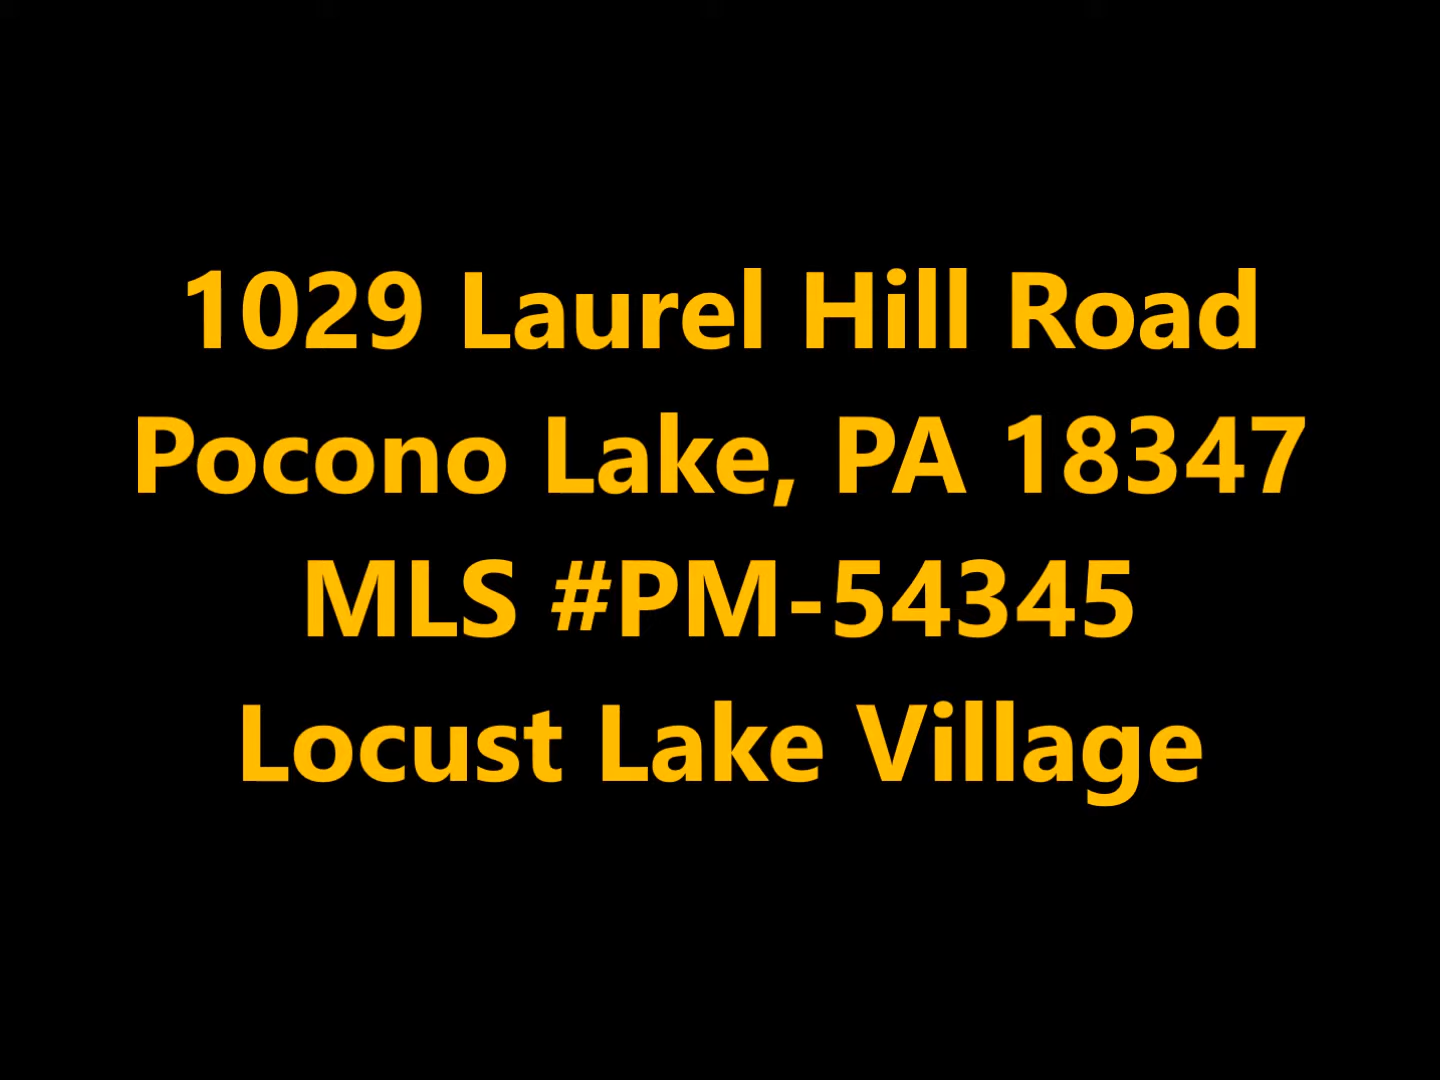 1029 Laurel Hill Road
Pocono Lake, PA 18347
MLS #PM-54345
Locust Lake Village